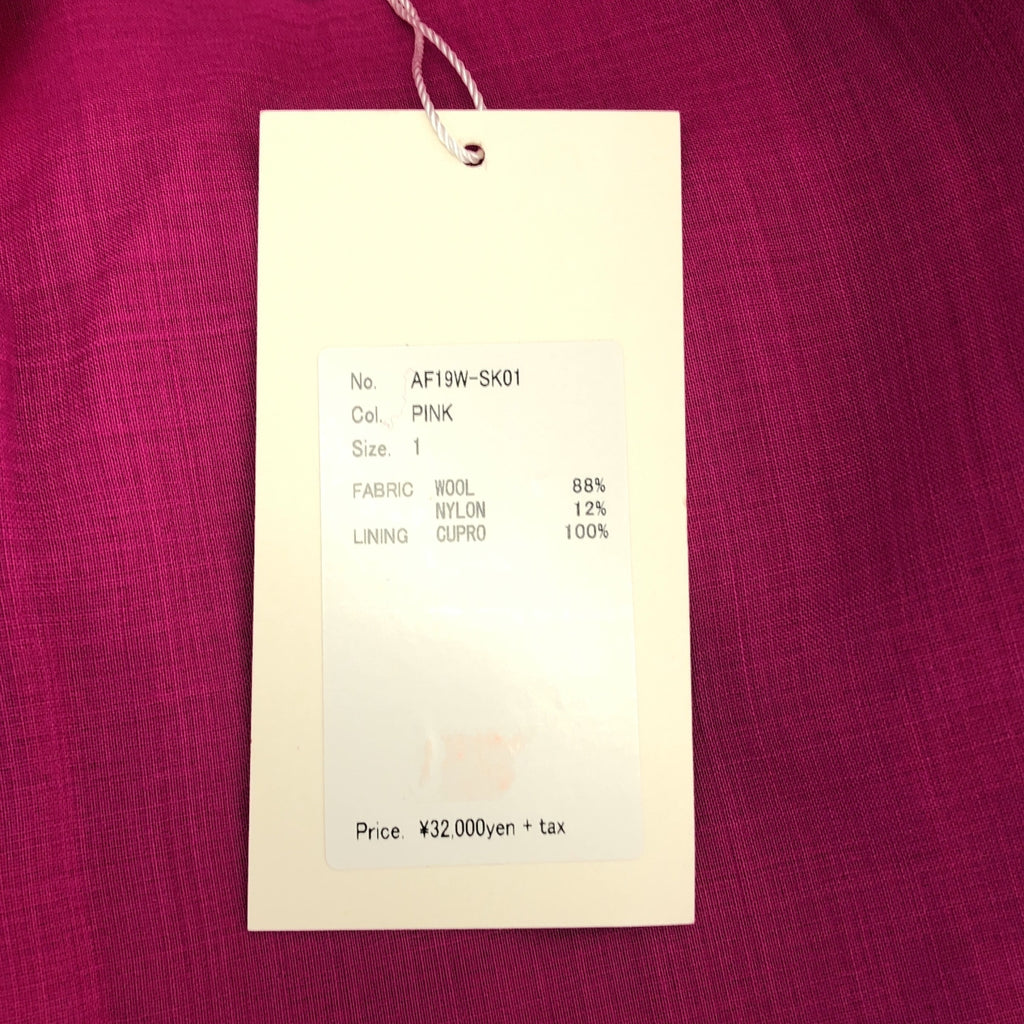 No. AF19W-SK01
Col. PINK
Size. 1
FABRIC WOOL 88%
NYLON 12%
LINING CUPRO 100%
Price. ¥32,000yen + tax